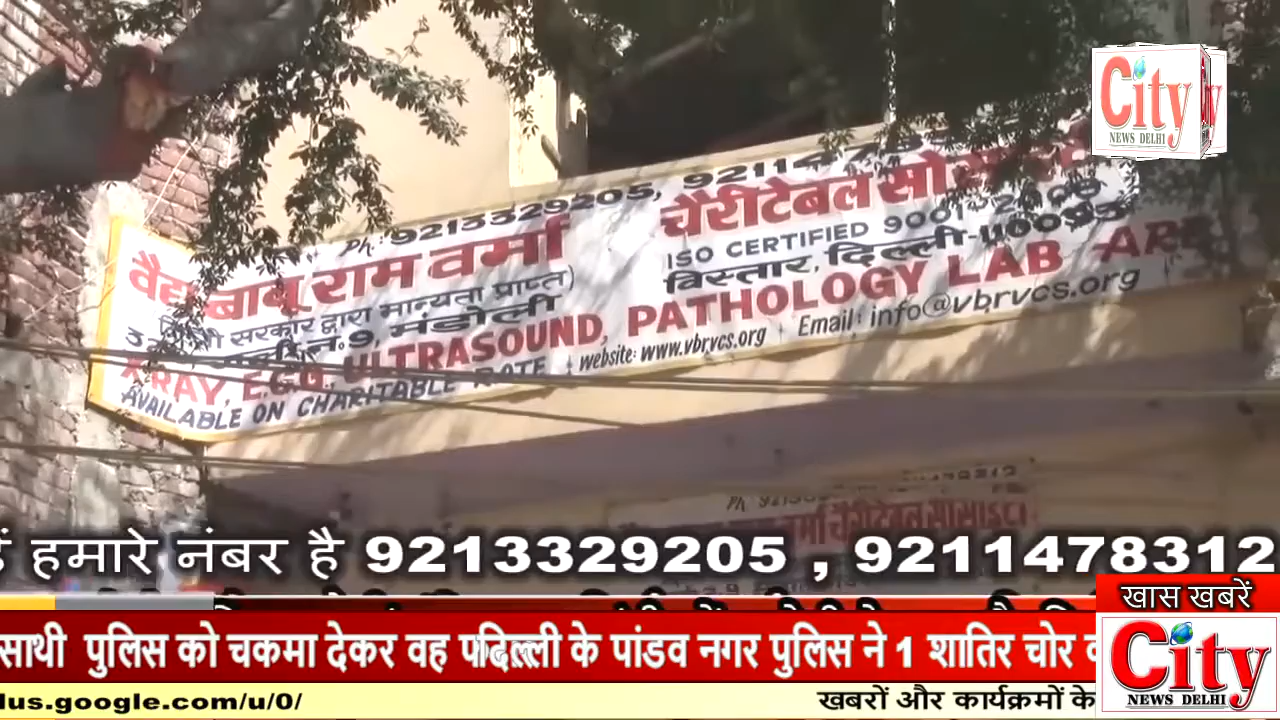 City
NEWS DELHI
Ph: 9213329205, 92114783
वैद्य बाबू राम वर्मा चैरीटेबल
सरकार द्वारा मान्यता प्राप्त) ISO CERTIFIED 9001-2008
मंडोली विस्तार, दिल्ली-110093
X-RAY, E.C.G. ULTRASOUND, PATHOLOGY LAB
AVAILABLE ON CHARITABLE RATE website: www.vbrvcs.org Email: info@vbrvcs.org
हमारे नंबर है 9213329205 , 9211478312
खास खबरें
साथी पुलिस को चकमा देकर वह दिल्ली के पांडव नगर पुलिस ने 1 शातिर चोर
City
NEWS DELHI
lus.google.com/u/0/ खबरों और कार्यक्रमों के